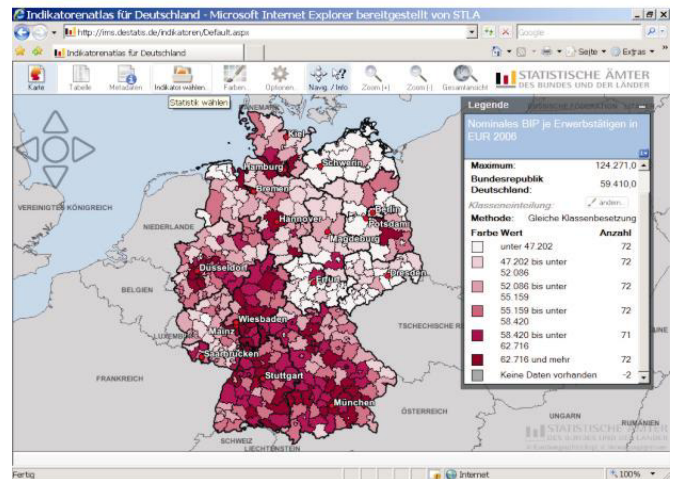 Indikatorenatlas für Deutschland - Microsoft Internet Explorer bereitgestellt von STLA
http://ims.destatis.de/indikatoren/Default.aspx
Google
Indikatorenatlas für Deutschland
Seite
Extras
Karte
Tabelle
Metadaten
Indikator wählen.
Farben...
Optionen.
Navig. / Info
Zoom (+)
Zoom (-)
Gesamtansicht
STATISTISCHE ÄMTER
DES BUNDES UND DER LÄNDER
Statistik wählen
Legende
Nominales BIP je Erwerbstätigen in
EUR 2006
Maximum: 124.271,0
Bundesrepublik
Deutschland: 59.410,0
Klasseneinteilung: ändern.
Methode: Gleiche Klassenbesetzung
Farbe Wert Anzahl
unter 47.202 72
47.202 bis unter 72
52.086
52.086 bis unter 72
55.159
55.159 bis unter 72
58.420
58.420 bis unter 71
62.716
62.716 und mehr 72
Keine Daten vorhanden -2
DÄNEMARK
Kiel
Schwerin
Hamburg
Bremen
VEREINIGTES KÖNIGREICH
NIEDERLANDE
Hannover
Berlin
Potsdam
Magdeburg
Düsseldorf
Erfurt
Dresden
BELGIEN
Wiesbaden
Mainz
LUXEMBURG
Saarbrücken
TSCHECHISCHE RE
FRANKREICH
Stuttgart
München
ÖSTERREICH
UNGARN
RUMÄNIEN
SCHWEIZ
LIECHTENSTEIN
STATISTISCHE ÄMTER
DES BUNDES UND DER LÄNDER
Fertig
Internet
100%